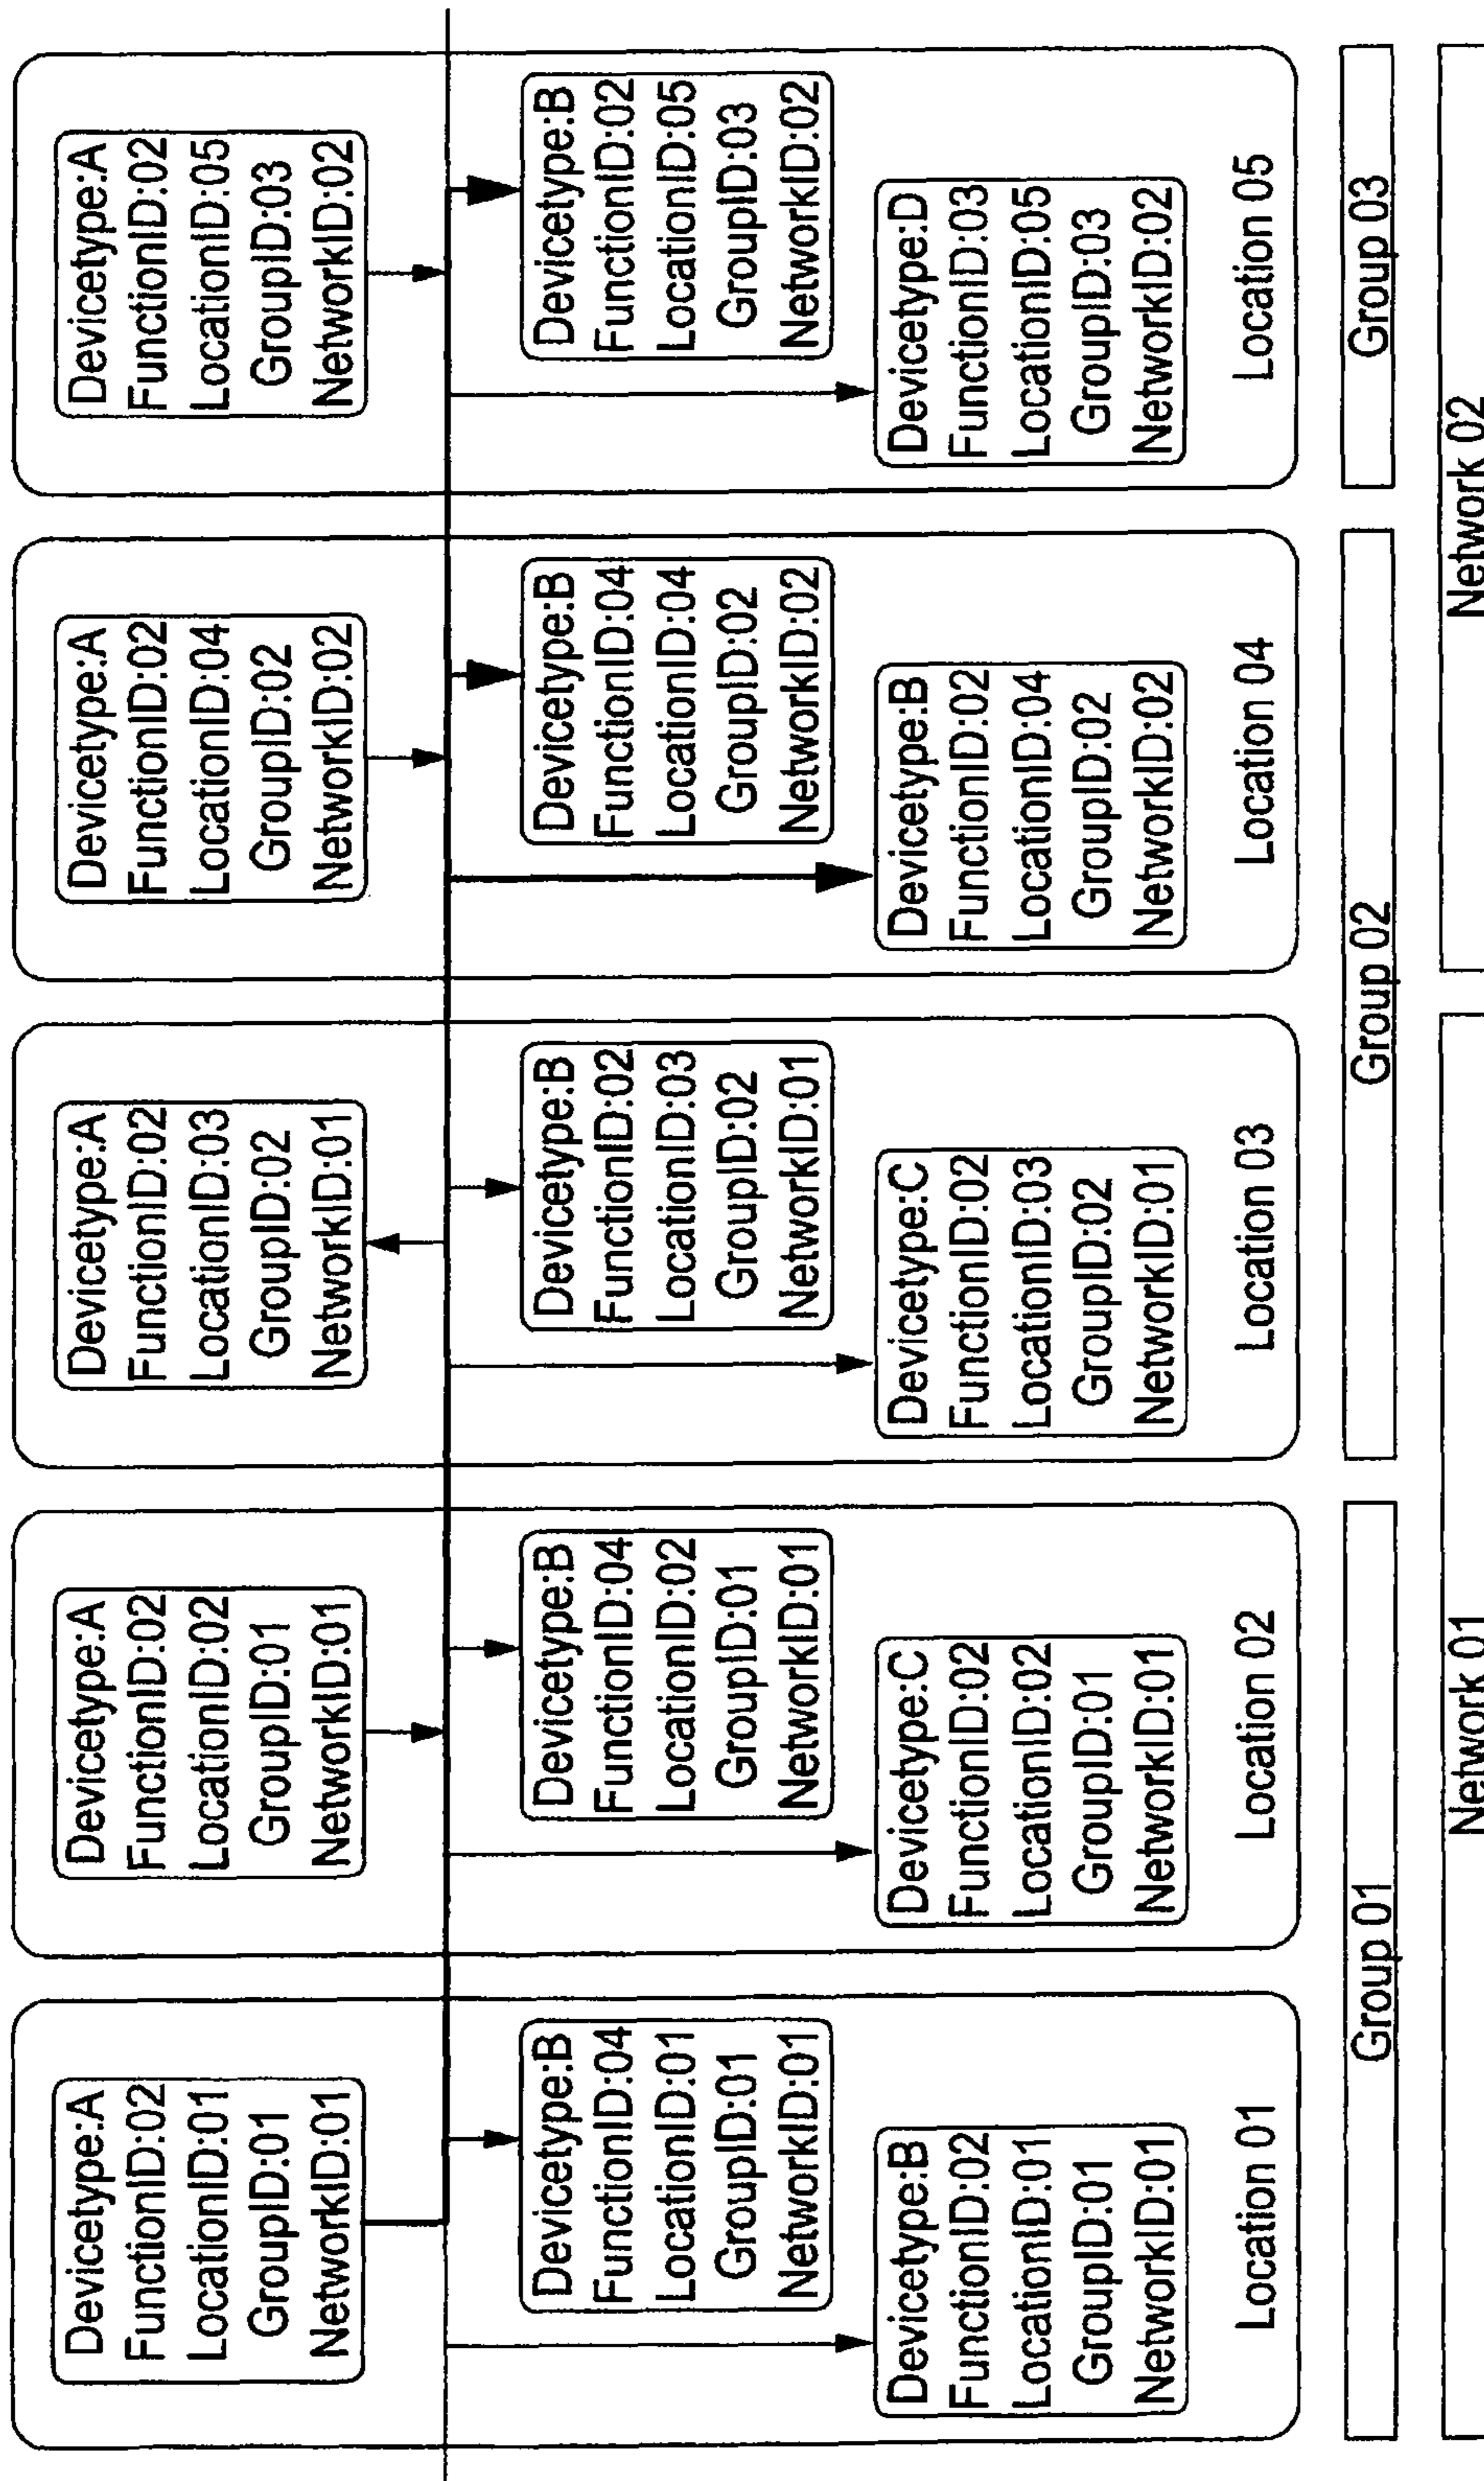 Devicetype:A
FunctionID:02
LocationID:01
GroupID:01
NetworkID:01
Devicetype:B
FunctionID:04
LocationID:01
GroupID:01
NetworkID:01
Devicetype:B
FunctionID:02
LocationID:01
GroupID:01
NetworkID:01
Location 01
Devicetype:A
FunctionID:02
LocationID:02
GroupID:01
NetworkID:01
Devicetype:B
FunctionID:04
LocationID:02
GroupID:01
NetworkID:01
Devicetype:C
FunctionID:02
LocationID:02
GroupID:01
NetworkID:01
Location 02
Devicetype:A
FunctionID:02
LocationID:03
GroupID:02
NetworkID:01
Devicetype:B
FunctionID:02
LocationID:03
GroupID:02
NetworkID:01
Devicetype:C
FunctionID:02
LocationID:03
GroupID:02
NetworkID:01
Location 03
Devicetype:A
FunctionID:02
LocationID:04
GroupID:02
NetworkID:02
Devicetype:B
FunctionID:04
LocationID:04
GroupID:02
NetworkID:02
Devicetype:B
FunctionID:02
LocationID:04
GroupID:02
NetworkID:02
Location 04
Devicetype:A
FunctionID:02
LocationID:05
GroupID:03
NetworkID:02
Devicetype:B
FunctionID:02
LocationID:05
GroupID:03
NetworkID:02
Devicetype:D
FunctionID:03
LocationID:05
GroupID:03
NetworkID:02
Location 05
Group 01
Group 02
Group 03
Network 01
Network 02